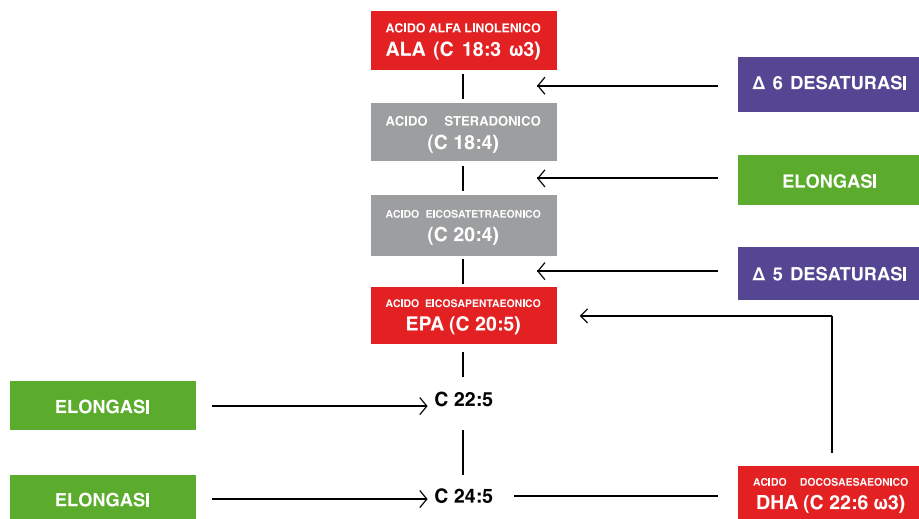 ACIDO ALFA LINOLENICO
ALA (C 18:3 ω3)
Δ 6 DESATURASI
ACIDO STERADONICO
(C 18:4)
ELONGASI
ACIDO EICOSATETRAEONICO
(C 20:4)
Δ 5 DESATURASI
ACIDO EICOSAPENTAEONICO
EPA (C 20:5)
ELONGASI
C 22:5
ELONGASI
C 24:5
ACIDO DOCOSAESAEONICO
DHA (C 22:6 ω3)